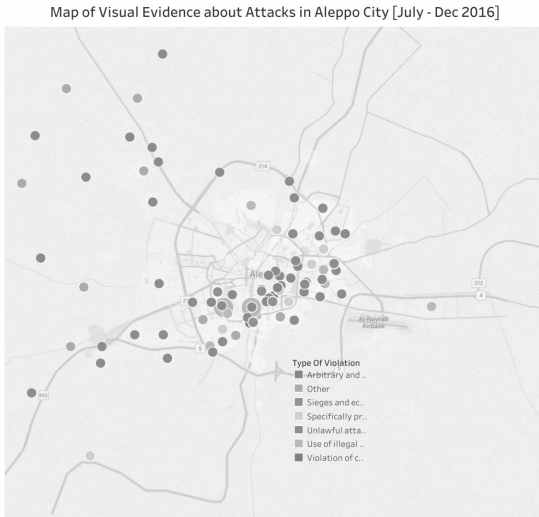 Map of Visual Evidence about Attacks in Aleppo City [July - Dec 2016]
214
Ale
212
4
Al-Nayrab
Airbase
5
M5
Type Of Violation
Arbitrary and ..
Other
Sieges and ec..
Specifically pr..
Unlawful atta..
Use of illegal ..
Violation of c..